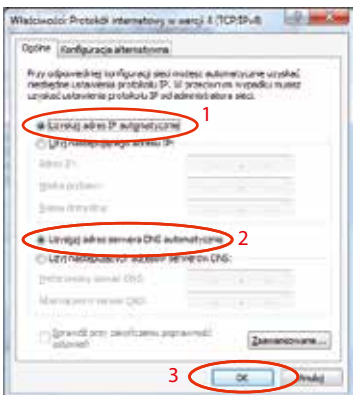 Właściwości: Protokół internetowy w wersji 4 (TCP/IPv4)
Ogólne Konfiguracja alternatywna
Przy odpowiedniej konfiguracji sieci możesz automatycznie uzyskać
niezbędne ustawienia protokołu IP. W przeciwnym wypadku musisz
uzyskać ustawienia protokołu IP od administratora sieci.
1
Uzyskaj adres IP automatycznie
Użyj następującego adresu IP:
Adres IP:
Maska podsieci:
Brama domyślna:
Uzyskaj adres serwera DNS automatycznie
2
Użyj następujących adresów serwerów DNS:
Preferowany serwer DNS:
Alternatywny serwer DNS:
Sprawdź przy zakończeniu poprawność
ustawień
Zaawansowane...
3
OK
Anuluj